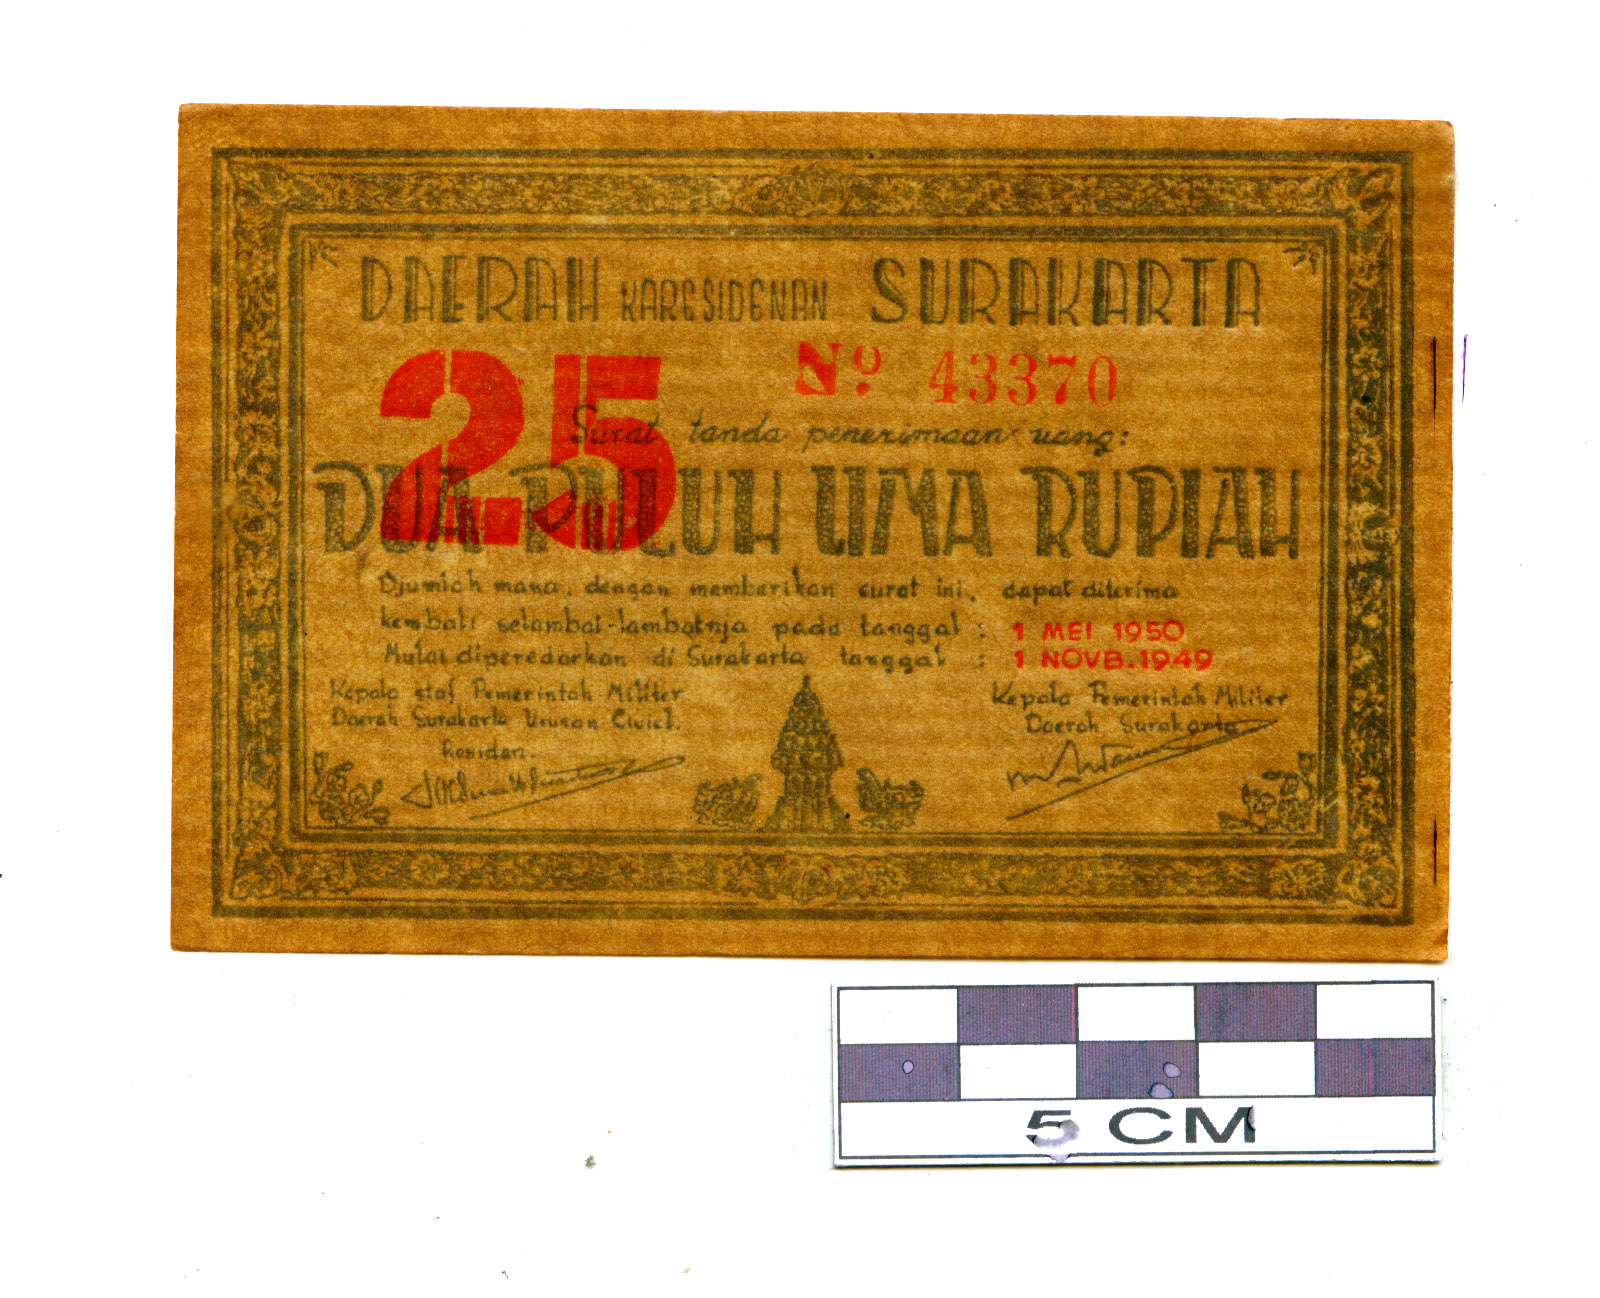 DAERAH KARESIDENAN SURAKARTA
25
No. 43370
Surat tanda penerimaan uang:
DUA PULUH LIMA RUPIAH
Djumlah mana, dengan memberikan surat ini, dapat diterima
kembali selambat-lambatnja pada tanggal : 1 MEI 1950
Mulai diperedarkan di Surakarta tanggal : 1 NOVB. 1949
Kepala staf Pemerintah Militer
Daerah Surakarta Urusan Civiel.
Residen.
Kepala Pemerintah Militer
Daerah Surakarta
5 CM